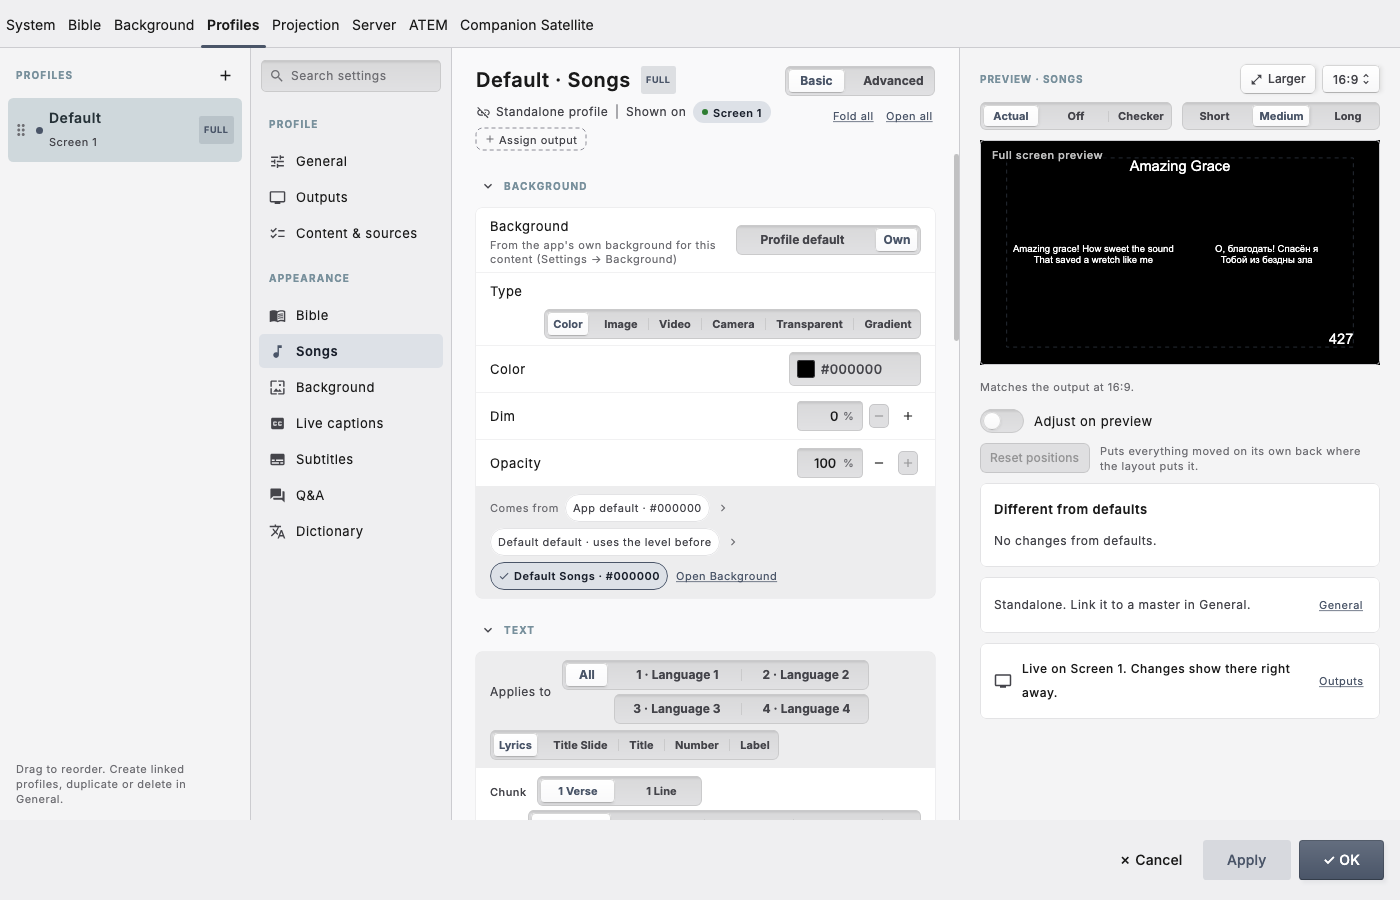 System Bible Background Profiles Projection Server ATEM Companion Satellite
PROFILES
Default
Screen 1
FULL
Drag to reorder. Create linked
profiles, duplicate or delete in
General.
Search settings
PROFILE
General
Outputs
Content & sources
APPEARANCE
Bible
Songs
Background
Live captions
Subtitles
Q&A
Dictionary
Default · Songs FULL
Basic Advanced
Standalone profile | Shown on Screen 1
Fold all Open all
+ Assign output
BACKGROUND
Background
From the app's own background for this
content (Settings → Background)
Profile default Own
Type
Color Image Video Camera Transparent Gradient
Color #000000
Dim 0 % − +
Opacity 100 % − +
Comes from App default · #000000 >
Default default · uses the level before >
✓ Default Songs · #000000 Open Background
TEXT
Applies to All 1 · Language 1 2 · Language 2
3 · Language 3 4 · Language 4
Lyrics Title Slide Title Number Label
Chunk 1 Verse 1 Line
PREVIEW · SONGS
Larger 16:9
Actual Off Checker Short Medium Long
Full screen preview
Amazing Grace
Amazing grace! How sweet the sound
That saved a wretch like me
О, благодать! Спасён я
Тобой из бездны зла
427
Matches the output at 16:9.
Adjust on preview
Reset positions
Puts everything moved on its own back where
the layout puts it.
Different from defaults
No changes from defaults.
Standalone. Link it to a master in General. General
Live on Screen 1. Changes show there right
away.
Outputs
× Cancel Apply ✓ OK